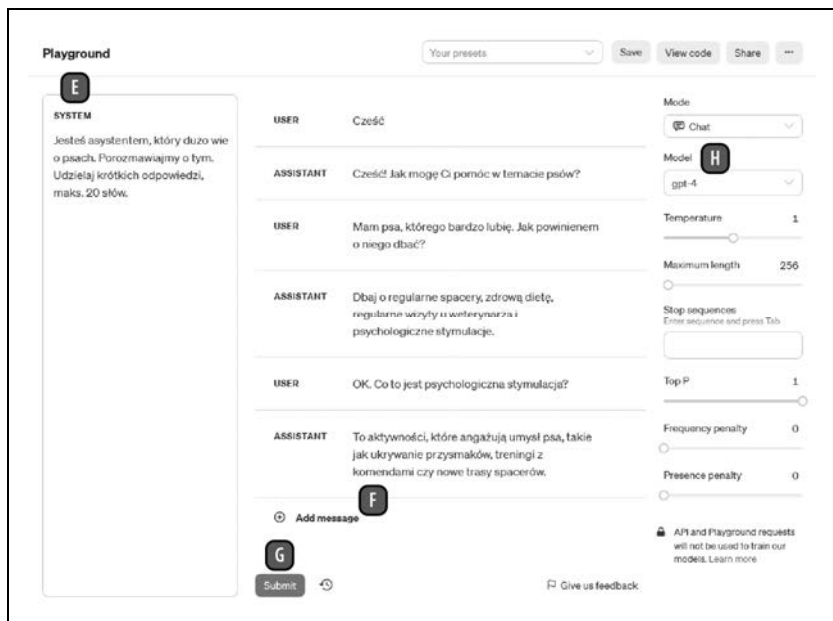 Playground
Your presets
Save
View code
Share
...
E
SYSTEM
Jesteś asystentem, który dużo wie
o psach. Porozmawiajmy o tym.
Udzielaj krótkich odpowiedzi,
maks. 20 słów.
USER
Cześć
ASSISTANT
Cześć! Jak mogę Ci pomóc w temacie psów?
USER
Mam psa, którego bardzo lubię. Jak powinienem
o niego dbać?
ASSISTANT
Dbaj o regularne spacery, zdrową dietę,
regularne wizyty u weterynarza i
psychologiczne stymulacje.
USER
OK. Co to jest psychologiczna stymulacja?
ASSISTANT
To aktywności, które angażują umysł psa, takie
jak ukrywanie przysmaków, treningi z
komendami czy nowe trasy spacerów.
F
Add message
G
Submit
Give us feedback
Mode
Chat
Model
H
gpt-4
Temperature 1
Maximum length 256
Stop sequences
Enter sequence and press Tab
Top P 1
Frequency penalty 0
Presence penalty 0
API and Playground requests
will not be used to train our
models. Learn more